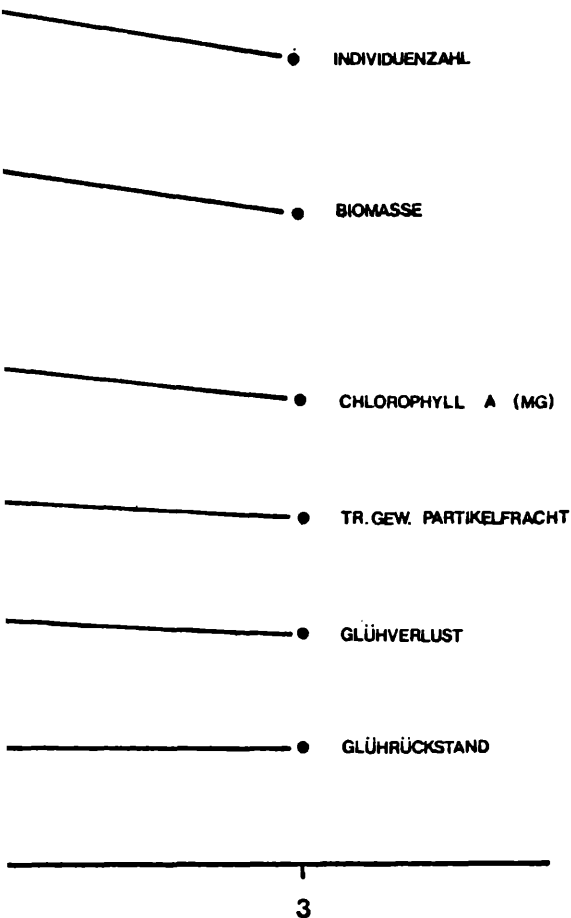 INDIVIDUENZAHL
BIOMASSE
CHLOROPHYLL A (MG)
TR.GEW. PARTIKELFRACHT
GLÜHVERLUST
GLÜHRÜCKSTAND
3